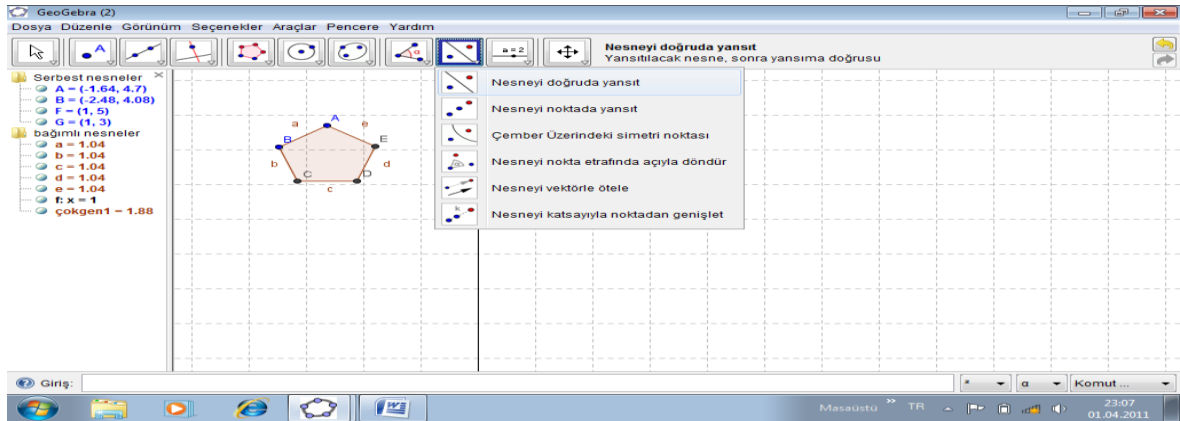 GeoGebra (2)
Dosya Düzenle Görünüm Seçenekler Araçlar Pencere Yardım
A
α
a = 2
Nesneyi doğruda yansıt
Yansıtılacak nesne, sonra yansıma doğrusu
Serbest nesneler
A = (-1.64, 4.7)
B = (-2.48, 4.08)
F = (1, 5)
G = (1, 3)
bağımlı nesneler
a = 1.04
b = 1.04
c = 1.04
d = 1.04
e = 1.04
f: x = 1
çokgen1 = 1.88
a A e
B E
b C D d
c
Nesneyi doğruda yansıt
Nesneyi noktada yansıt
Çember Üzerindeki simetri noktası
Nesneyi nokta etrafında açıyla döndür
Nesneyi vektörle ötele
Nesneyi katsayıyla noktadan genişlet
Giriş:
α
Komut ...
Masaüstü » TR
23:07
01.04.2011